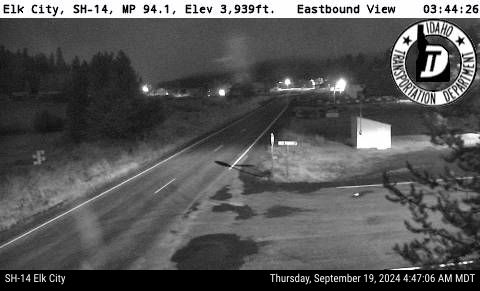 Elk City, SH-14, MP 94.1, Elev 3,939ft. Eastbound View 03:44:26
IDAHO
TRANSPORTATION DEPARTMENT
SH-14 Elk City Thursday, September 19, 2024 4:47:06 AM MDT